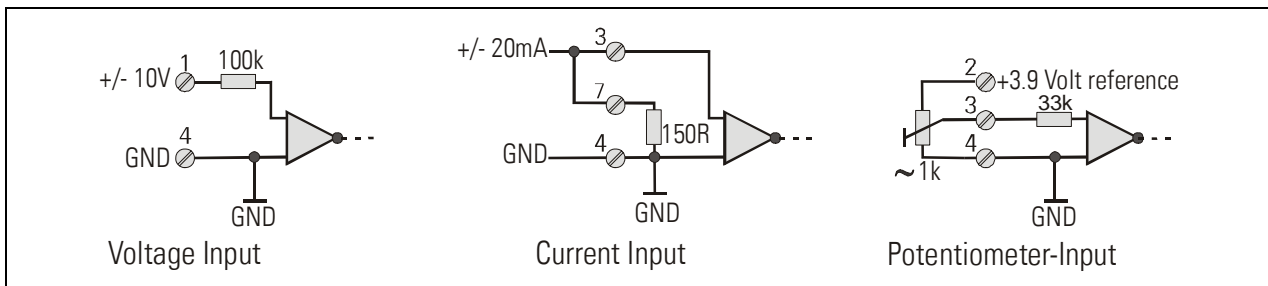 1
100k
+/- 10V
4
GND
GND
Voltage Input
+/- 20mA
3
7
150R
GND
4
GND
Current Input
2
+3.9 Volt reference
3
33k
4
~1k
GND
Potentiometer-Input